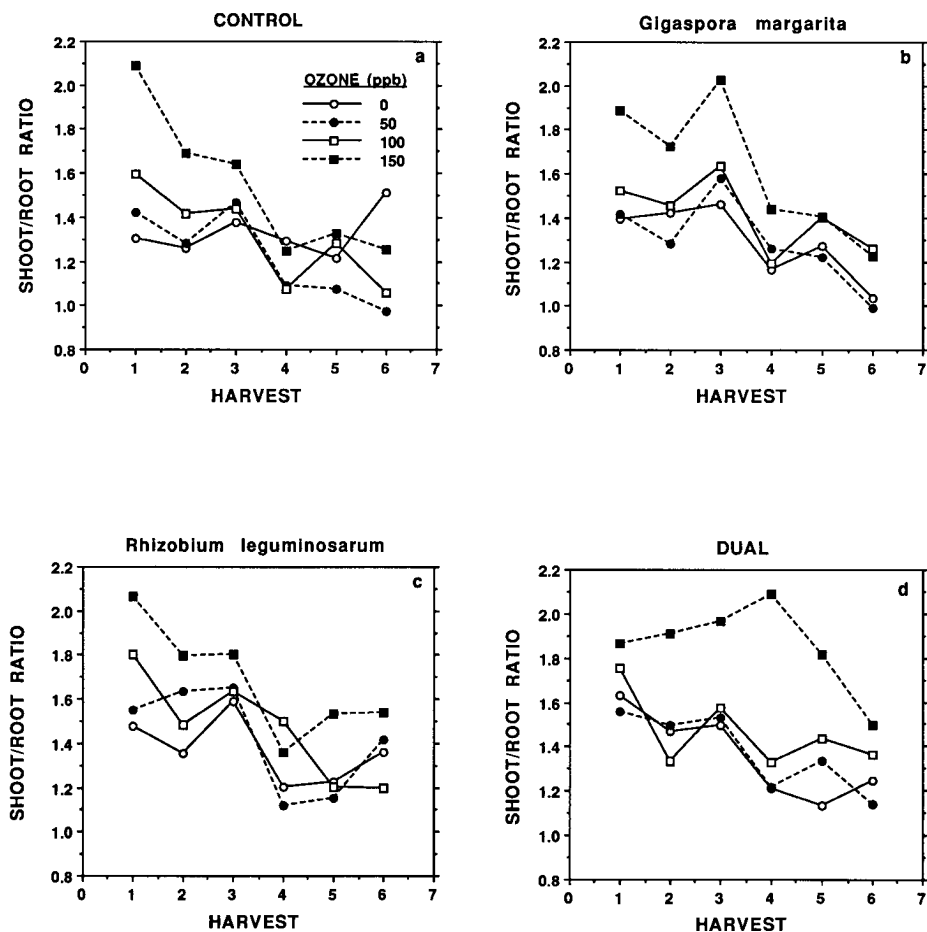 CONTROL
a
OZONE (ppb)
0
50
100
150
2.2
2.0
1.8
1.6
1.4
1.2
1.0
0.8
SHOOT/ROOT RATIO
0 1 2 3 4 5 6 7
HARVEST
Gigaspora margarita
b
2.2
2.0
1.8
1.6
1.4
1.2
1.0
0.8
SHOOT/ROOT RATIO
0 1 2 3 4 5 6 7
HARVEST
Rhizobium leguminosarum
c
2.2
2.0
1.8
1.6
1.4
1.2
1.0
0.8
SHOOT/ROOT RATIO
0 1 2 3 4 5 6 7
HARVEST
DUAL
d
2.2
2.0
1.8
1.6
1.4
1.2
1.0
0.8
SHOOT/ROOT RATIO
0 1 2 3 4 5 6 7
HARVEST